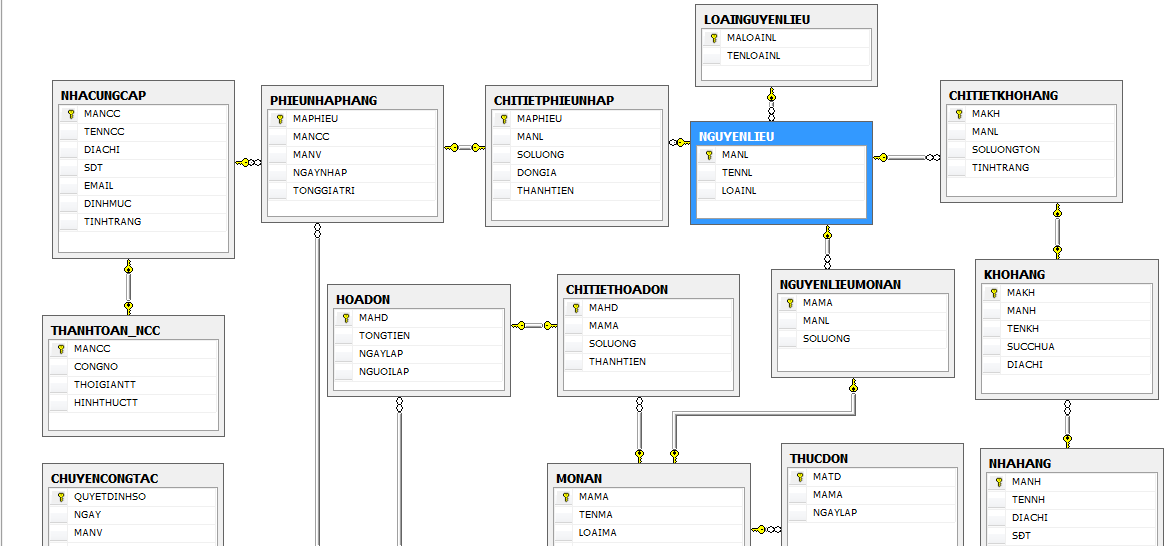 LOAINGUYENLIEU
MALOAINL
TENLOAINL
NHACUNGCAP
MANCC
TENNCC
DIACHI
SDT
EMAIL
DINHMUC
TINHTRANG
PHIEUNHAPHANG
MAPHIEU
MANCC
MANV
NGAYNHAP
TONGGIATRI
CHITIETPHIEUNHAP
MAPHIEU
MANL
SOLUONG
DONGIA
THANHTIEN
NGUYENLIEU
MANL
TENNL
LOAINL
CHITIETKHOHANG
MAKH
MANL
SOLUONGTON
TINHTRANG
THANHTOAN_NCC
MANCC
CONGNO
THOIGIANTT
HINHTHUCTT
HOADON
MAHD
TONGTIEN
NGAYLAP
NGUOILAP
CHITIETHOADON
MAHD
MAMA
SOLUONG
THANHTIEN
NGUYENLIEUMONAN
MAMA
MANL
SOLUONG
KHOHANG
MAKH
MANH
TENKH
SUCCHUA
DIACHI
CHUYENCONGTAC
QUYETDINHSO
NGAY
MANV
MONAN
MAMA
TENMA
LOAIMA
THUCDON
MATD
MAMA
NGAYLAP
NHAHANG
MANH
TENNH
DIACHI
SĐT